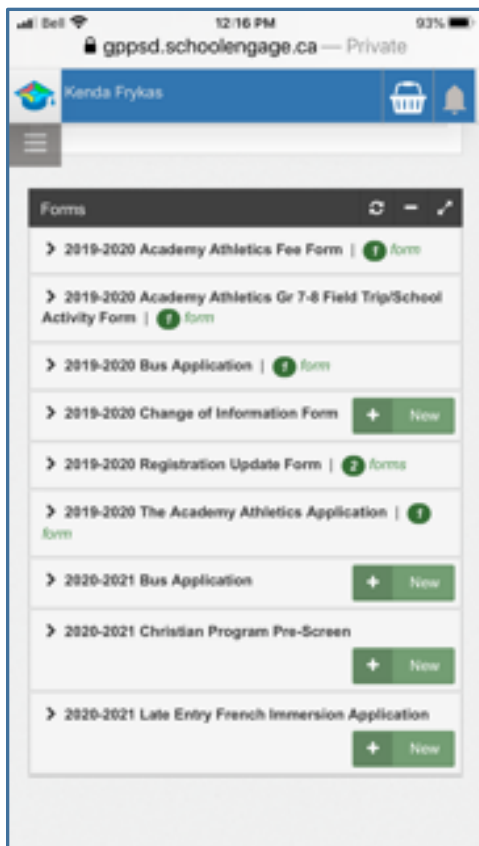 Bell 12:16 PM 93%
gppsd.schoolengage.ca — Private
Kenda Frykas
Forms
2019-2020 Academy Athletics Fee Form | 1 form
2019-2020 Academy Athletics Gr 7-8 Field Trip/School
Activity Form | 1 form
2019-2020 Bus Application | 1 form
2019-2020 Change of Information Form + New
2019-2020 Registration Update Form | 2 forms
2019-2020 The Academy Athletics Application | 1
form
2020-2021 Bus Application + New
2020-2021 Christian Program Pre-Screen
+ New
2020-2021 Late Entry French Immersion Application
+ New